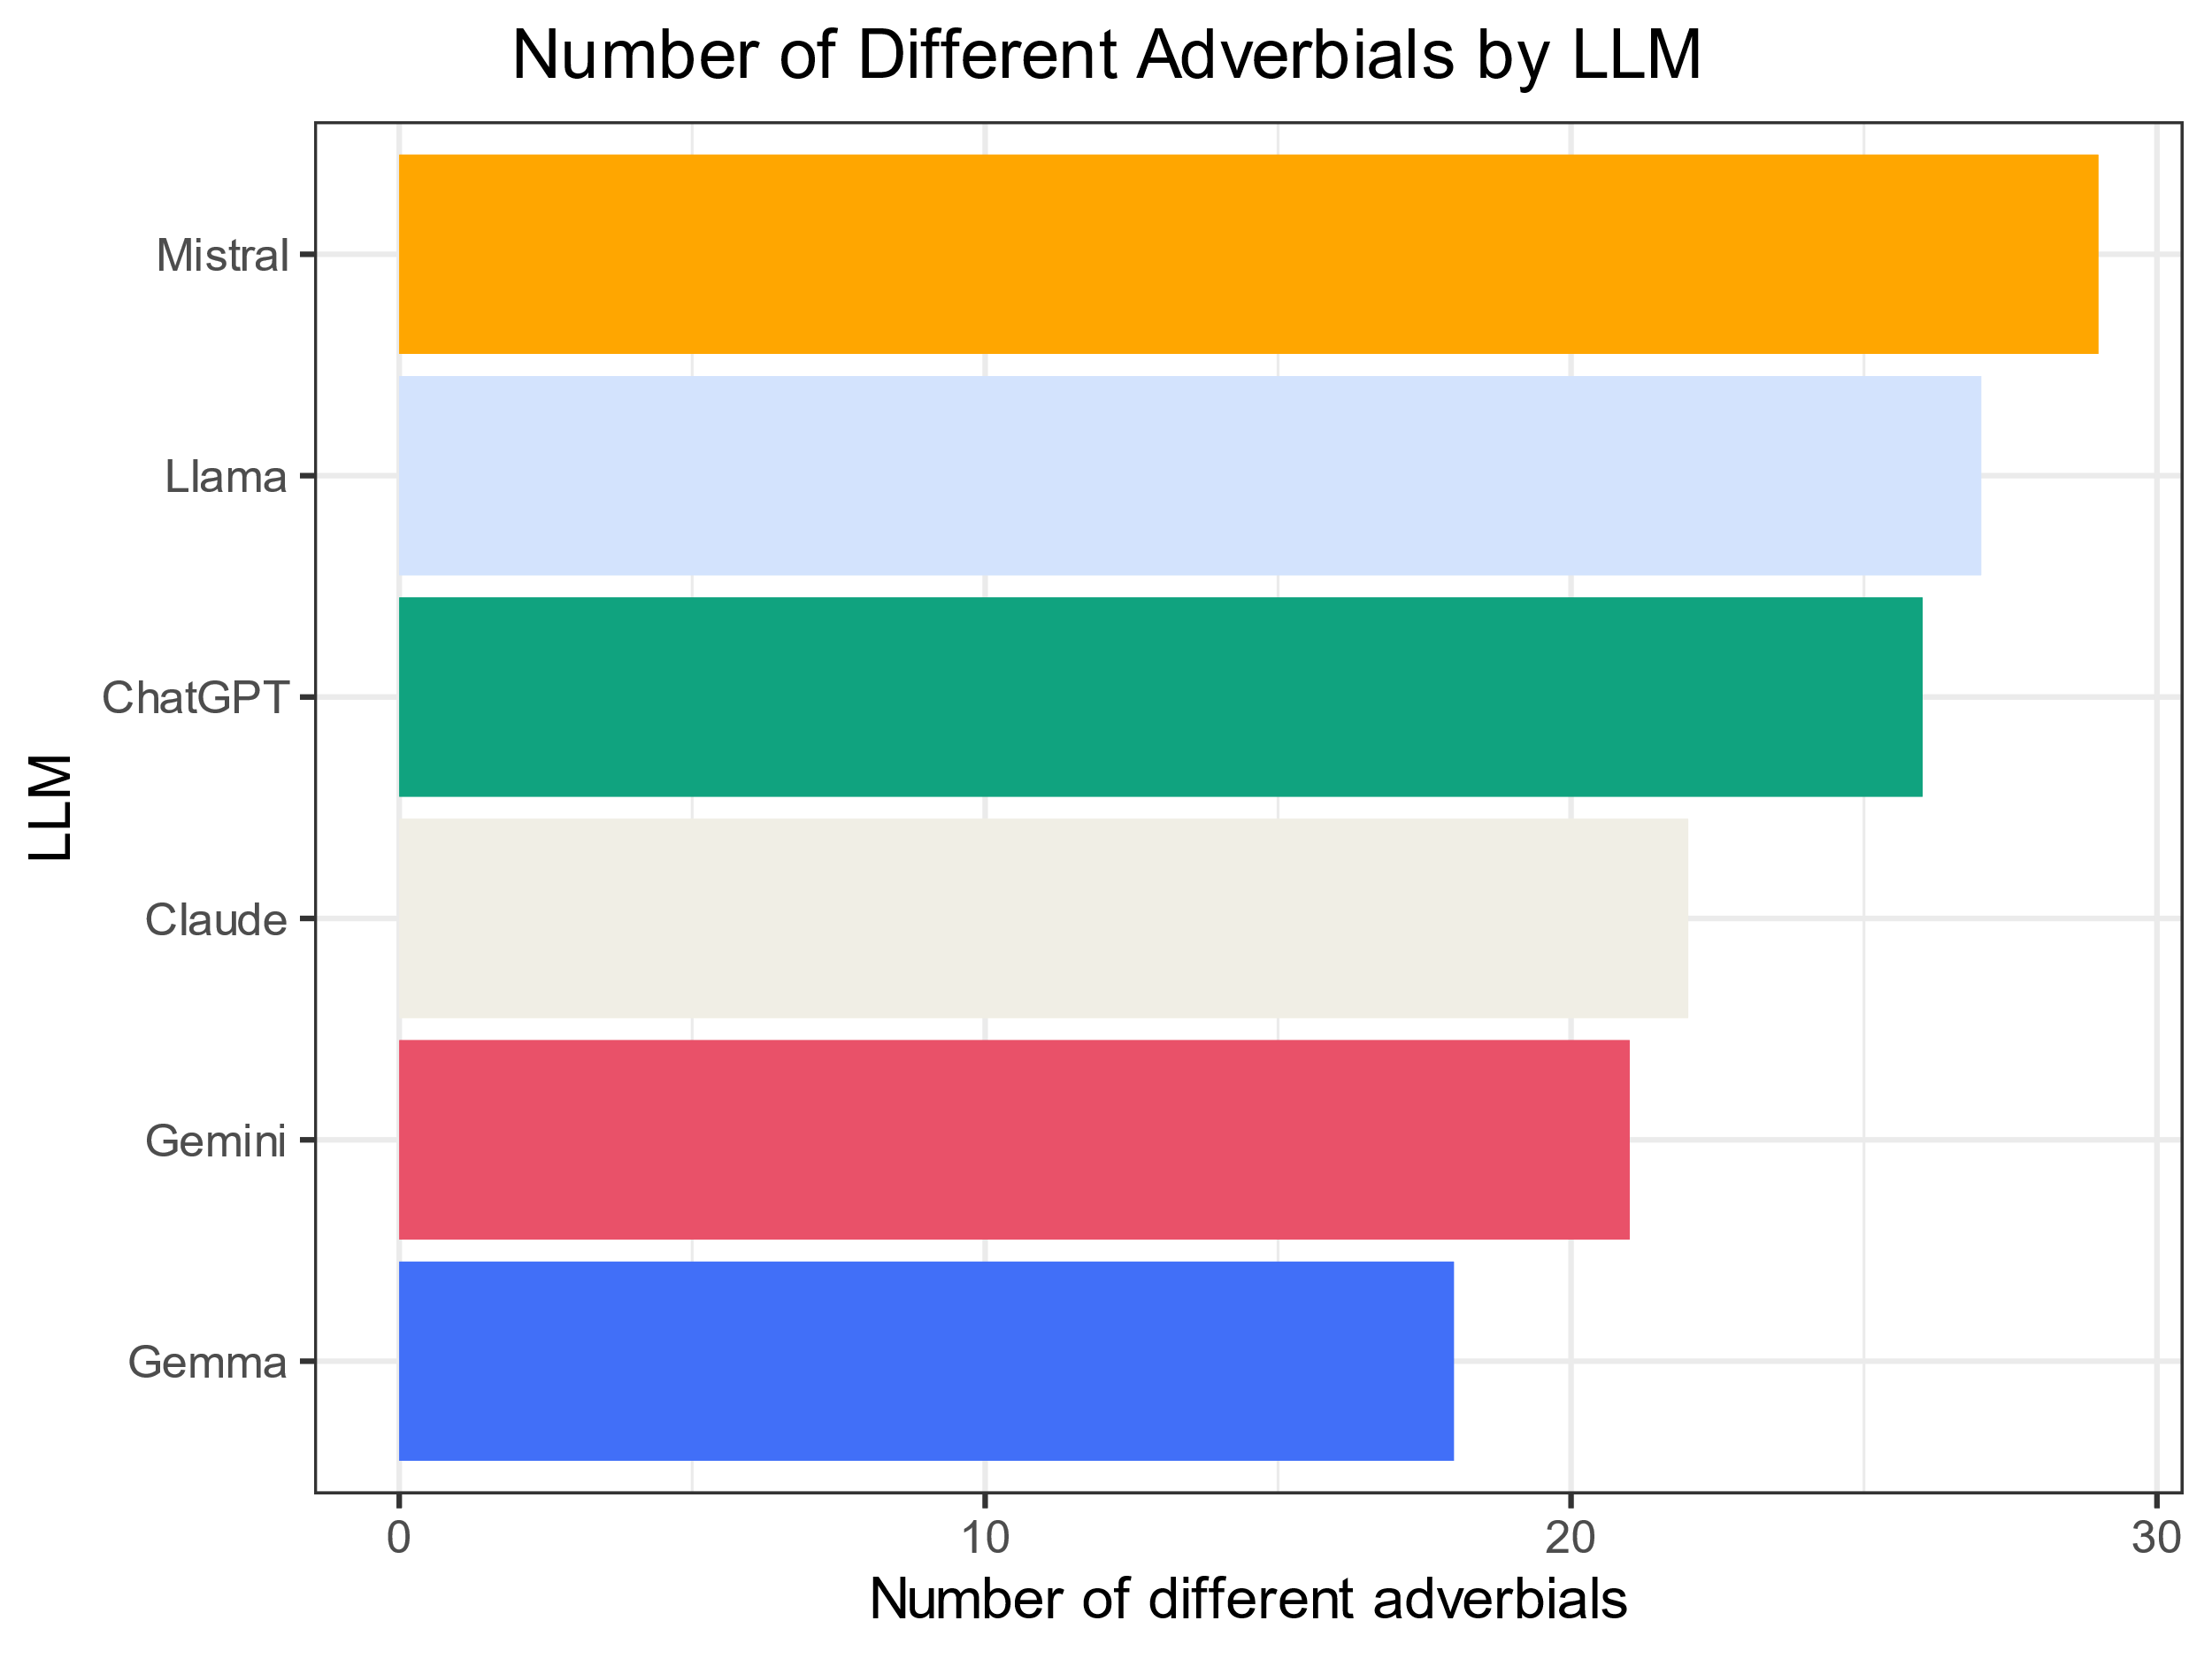 Number of Different Adverbials by LLM
LLM
Mistral
Llama
ChatGPT
Claude
Gemini
Gemma
0 10 20 30
Number of different adverbials